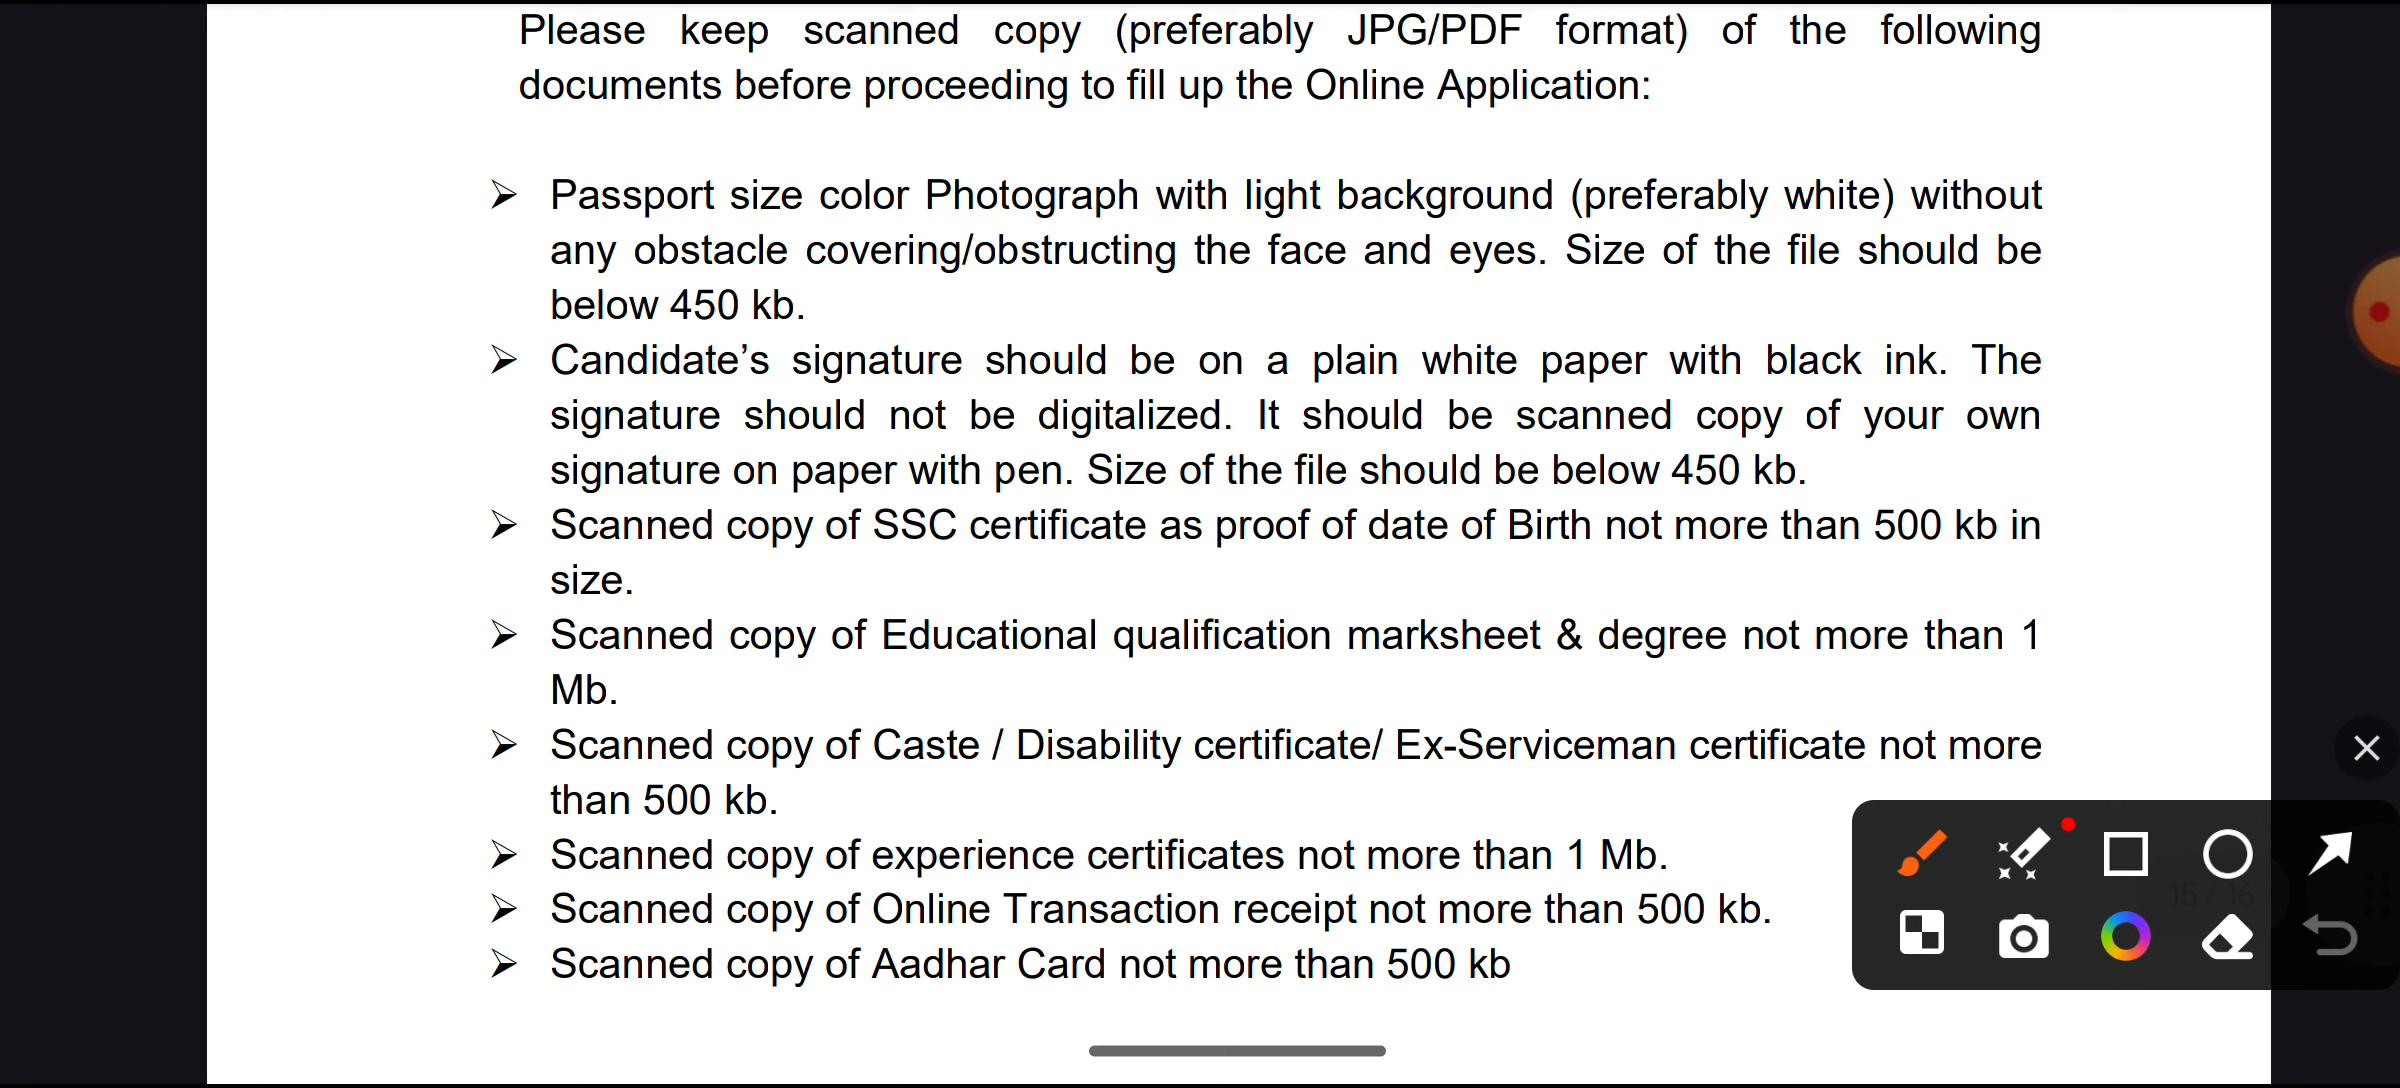 Please keep scanned copy (preferably JPG/PDF format) of the following
documents before proceeding to fill up the Online Application:
➢ Passport size color Photograph with light background (preferably white) without
any obstacle covering/obstructing the face and eyes. Size of the file should be
below 450 kb.
➢ Candidate’s signature should be on a plain white paper with black ink. The
signature should not be digitalized. It should be scanned copy of your own
signature on paper with pen. Size of the file should be below 450 kb.
➢ Scanned copy of SSC certificate as proof of date of Birth not more than 500 kb in
size.
➢ Scanned copy of Educational qualification marksheet & degree not more than 1
Mb.
➢ Scanned copy of Caste / Disability certificate/ Ex-Serviceman certificate not more
than 500 kb.
➢ Scanned copy of experience certificates not more than 1 Mb.
➢ Scanned copy of Online Transaction receipt not more than 500 kb.
➢ Scanned copy of Aadhar Card not more than 500 kb
15 / 16